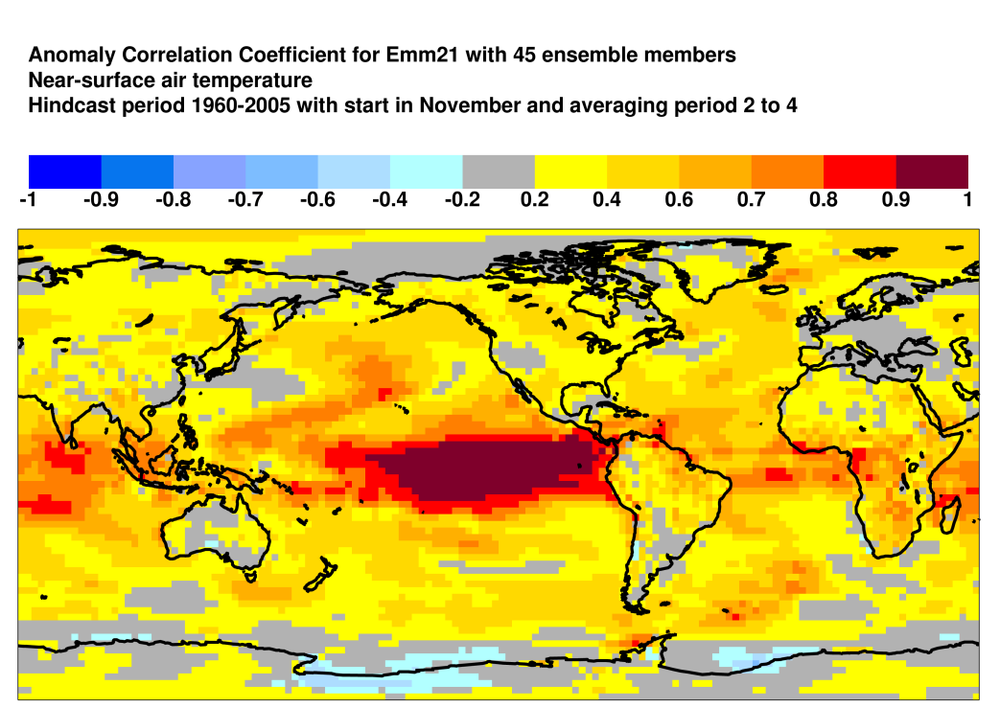 Anomaly Correlation Coefficient for Emm21 with 45 ensemble members
Near-surface air temperature
Hindcast period 1960-2005 with start in November and averaging period 2 to 4
-1 -0.9 -0.8 -0.7 -0.6 -0.4 -0.2 0.2 0.4 0.6 0.7 0.8 0.9 1